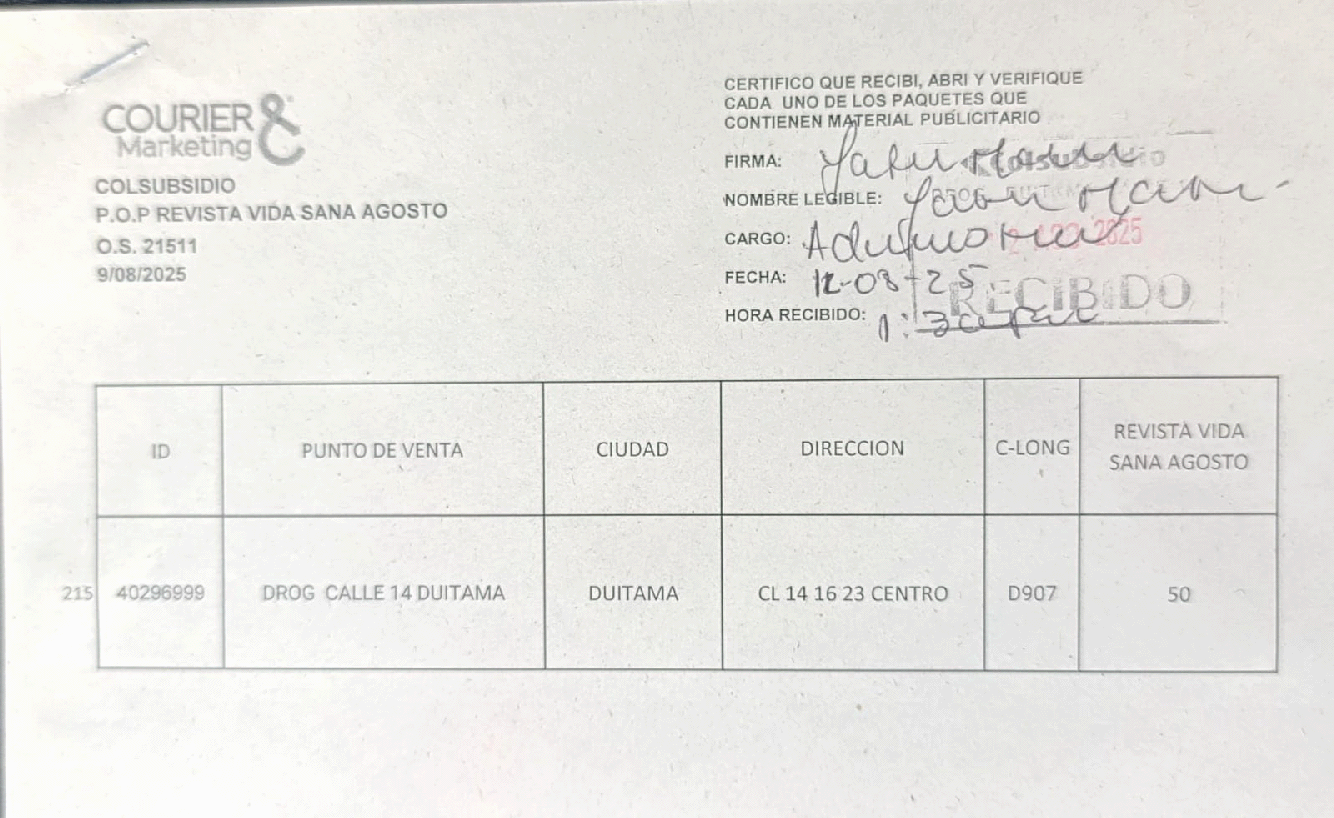 COURIER &
Marketing
COLSUBSIDIO
P.O.P REVISTA VIDA SANA AGOSTO
O.S. 21511
9/08/2025
CERTIFICO QUE RECIBI, ABRI Y VERIFIQUE
CADA UNO DE LOS PAQUETES QUE
CONTIENEN MATERIAL PUBLICITARIO
FIRMA:
NOMBRE LEGIBLE:
CARGO:
2025
FECHA: 12-08-25
RECIBIDO
HORA RECIBIDO: 1:30
ID PUNTO DE VENTA CIUDAD DIRECCION C-LONG REVISTA VIDA SANA AGOSTO
215 40296999 DROG CALLE 14 DUITAMA DUITAMA CL 14 16 23 CENTRO D907 50